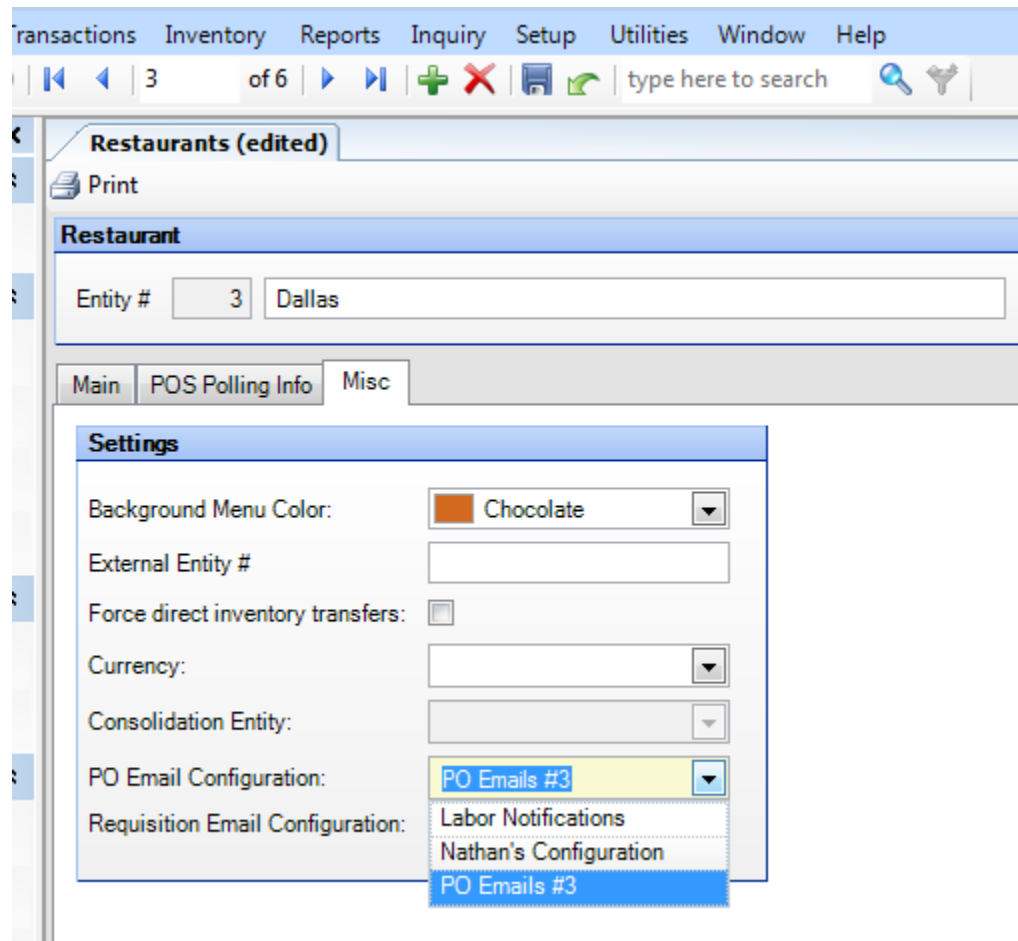 Transactions Inventory Reports Inquiry Setup Utilities Window Help
3 of 6 type here to search
Restaurants (edited)
Print
Restaurant
Entity # 3 Dallas
Main POS Polling Info Misc
Settings
Background Menu Color: Chocolate
External Entity #
Force direct inventory transfers:
Currency:
Consolidation Entity:
PO Email Configuration: PO Emails #3
Requisition Email Configuration:
Labor Notifications
Nathan's Configuration
PO Emails #3